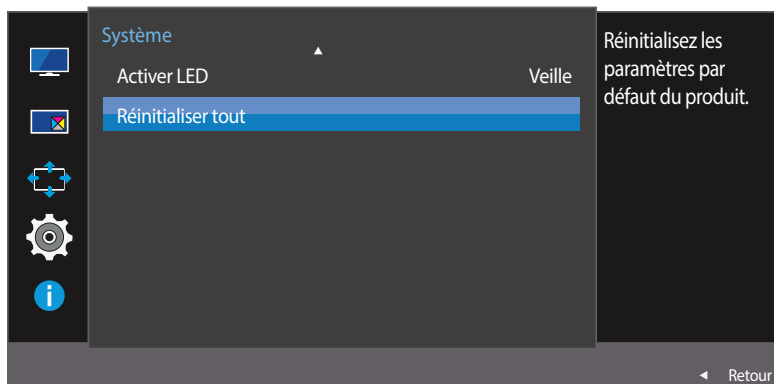 Système
Activer LED Veille
Réinitialiser tout
Réinitialisez les
paramètres par
défaut du produit.
Retour